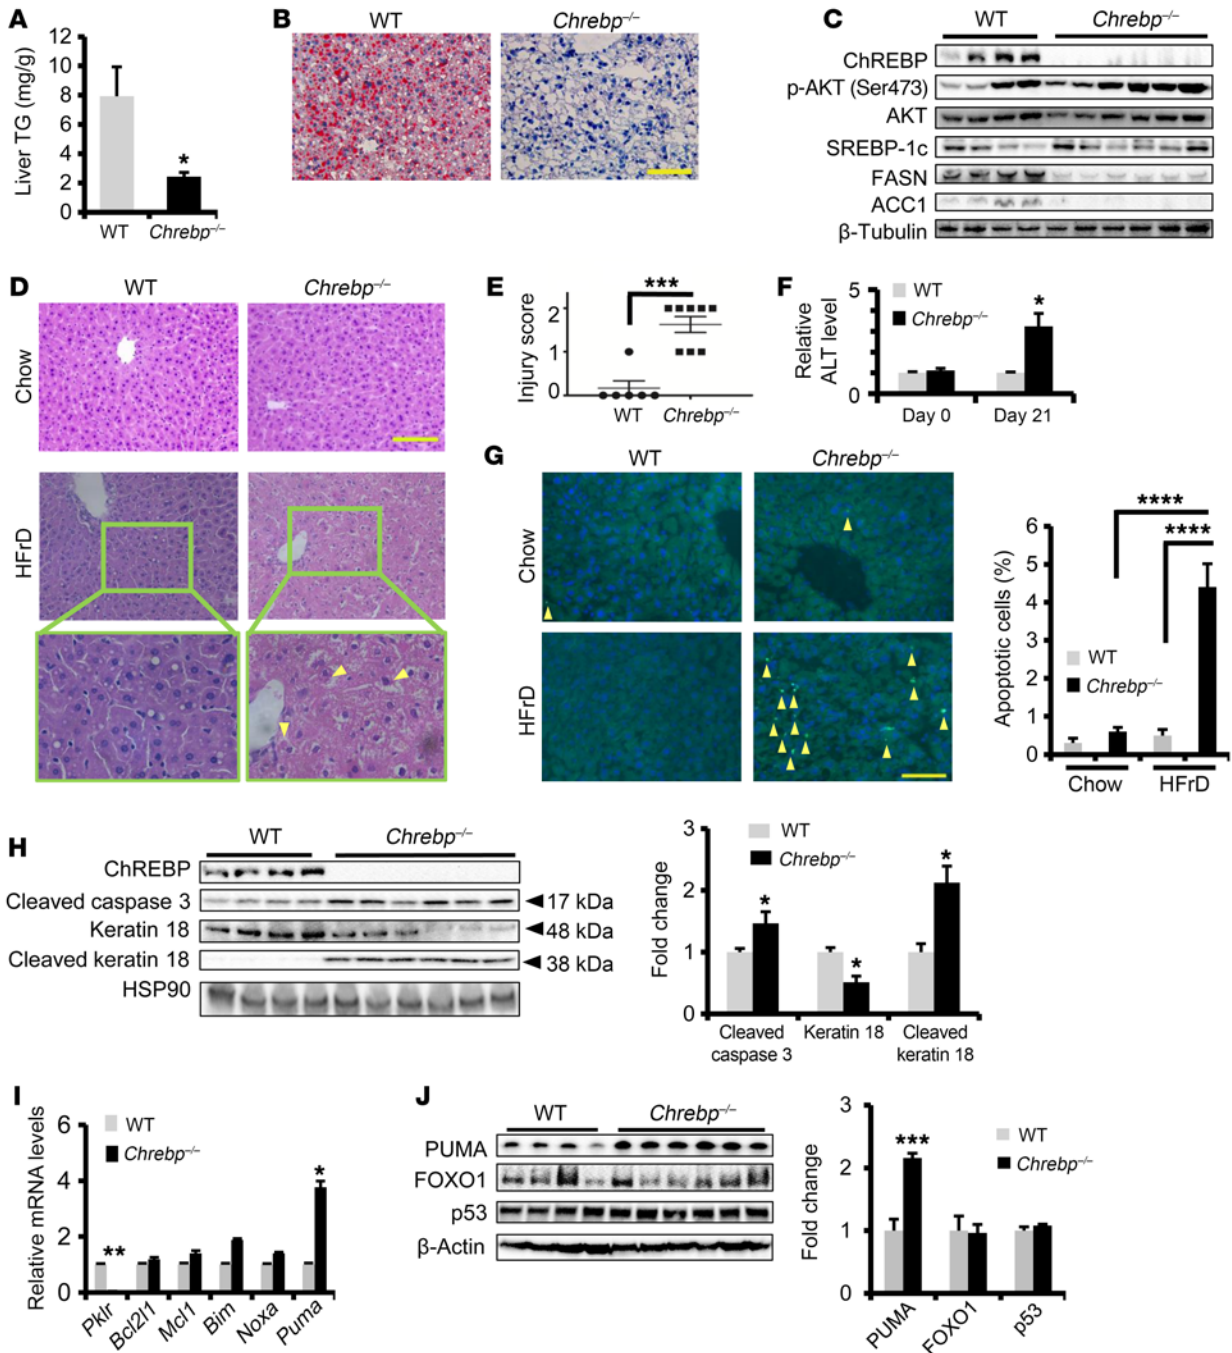 A
Liver TG (mg/g)
12
10
8
6
4
2
0
*
WT
Chrebp–/–
B
WT
Chrebp–/–
C
WT
Chrebp–/–
ChREBP
p-AKT (Ser473)
AKT
SREBP-1c
FASN
ACC1
β-Tubulin
D
WT
Chrebp–/–
Chow
HFrD
E
Injury score
2
1
0
***
WT
Chrebp–/–
F
Relative
ALT level
5
0
WT
Chrebp–/–
*
Day 0
Day 21
G
WT
Chrebp–/–
Chow
HFrD
Apoptotic cells (%)
6
5
4
3
2
1
0
****
****
WT
Chrebp–/–
Chow
HFrD
H
WT
Chrebp–/–
ChREBP
Cleaved caspase 3
17 kDa
Keratin 18
48 kDa
Cleaved keratin 18
38 kDa
HSP90
Fold change
3
2
1
0
WT
Chrebp–/–
*
*
*
Cleaved
caspase 3
Keratin 18
Cleaved
keratin 18
I
Relative mRNA levels
6
4
2
0
WT
Chrebp–/–
**
*
Pklr
Bcl2l1
Mcl1
Bim
Noxa
Puma
J
WT
Chrebp–/–
PUMA
FOXO1
p53
β-Actin
Fold change
3
2
1
0
***
WT
Chrebp–/–
PUMA
FOXO1
p53